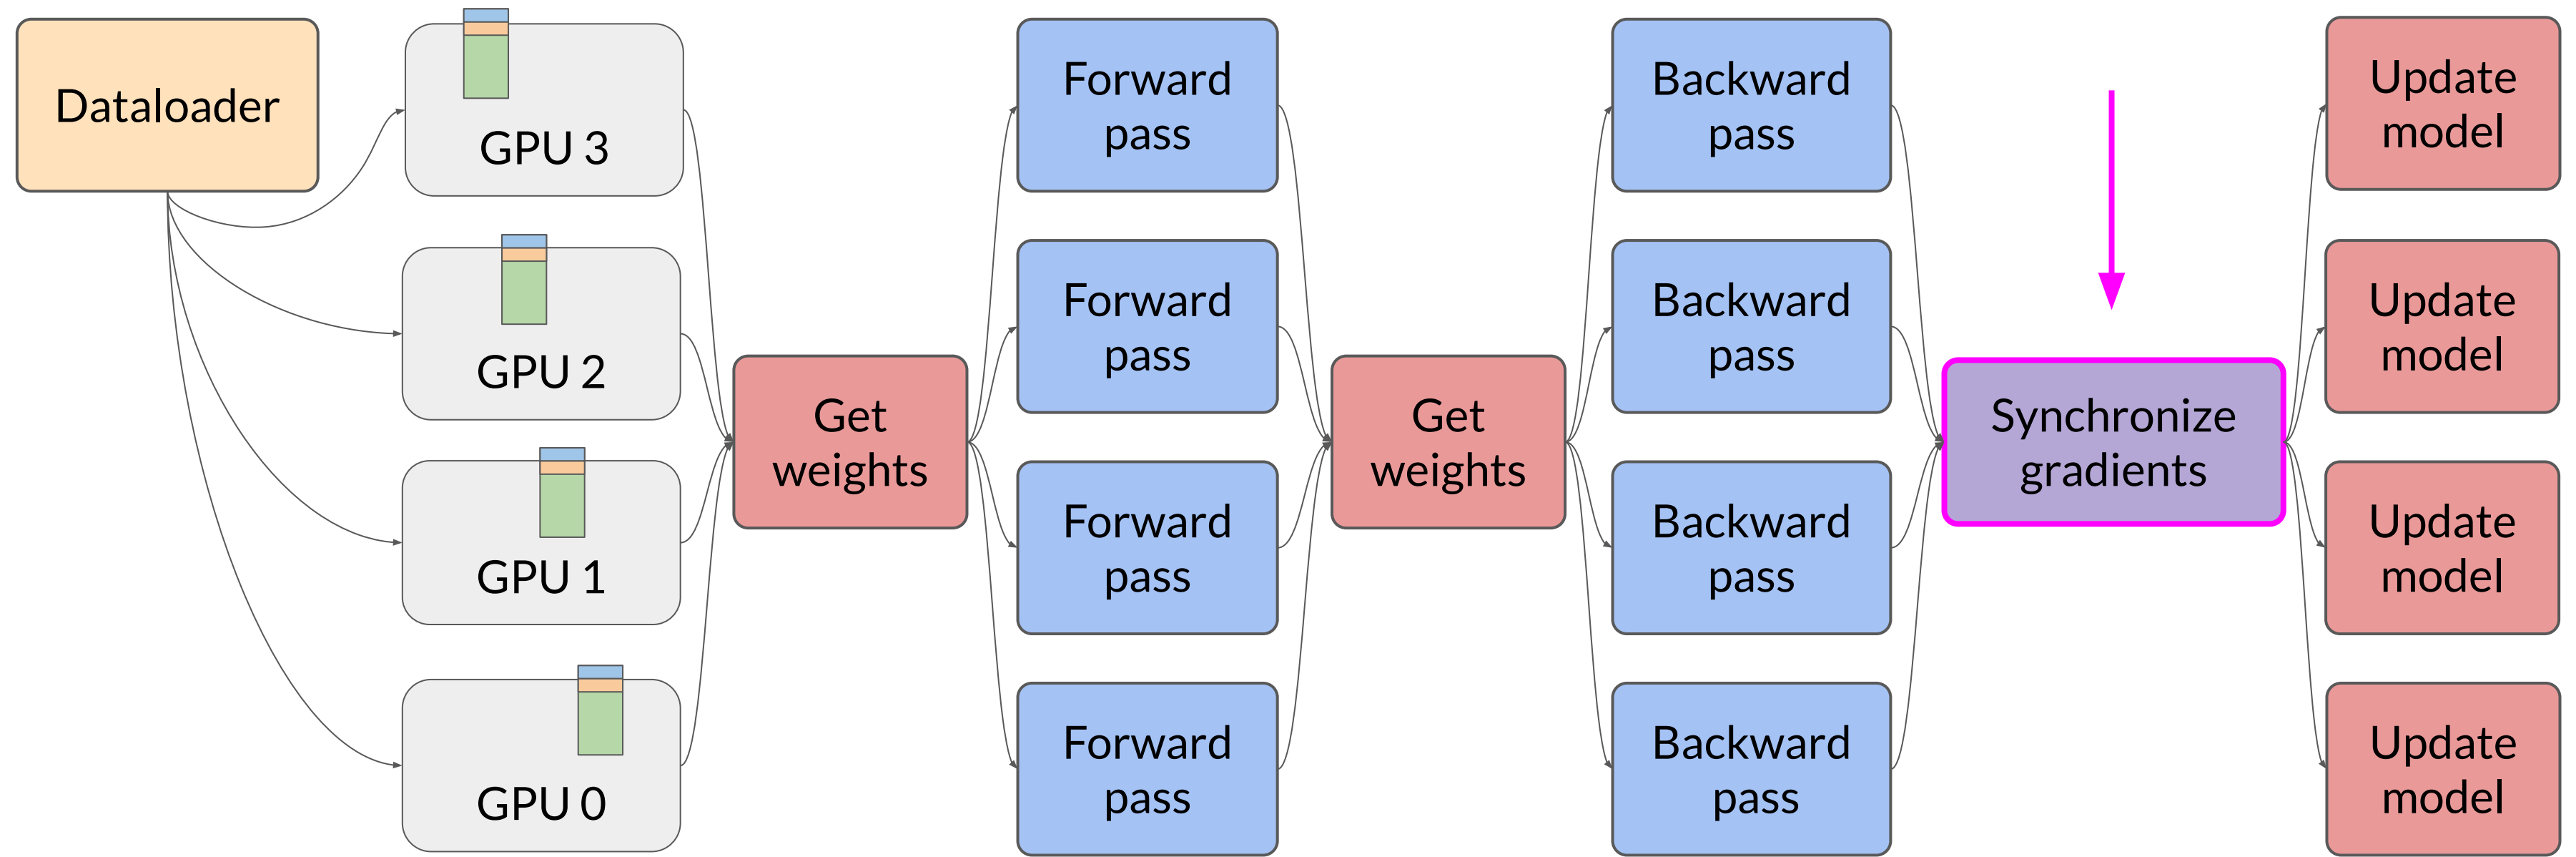 Dataloader
GPU 3
GPU 2
GPU 1
GPU 0
Get
weights
Forward
pass
Forward
pass
Forward
pass
Forward
pass
Get
weights
Backward
pass
Backward
pass
Backward
pass
Backward
pass
Synchronize
gradients
Update
model
Update
model
Update
model
Update
model